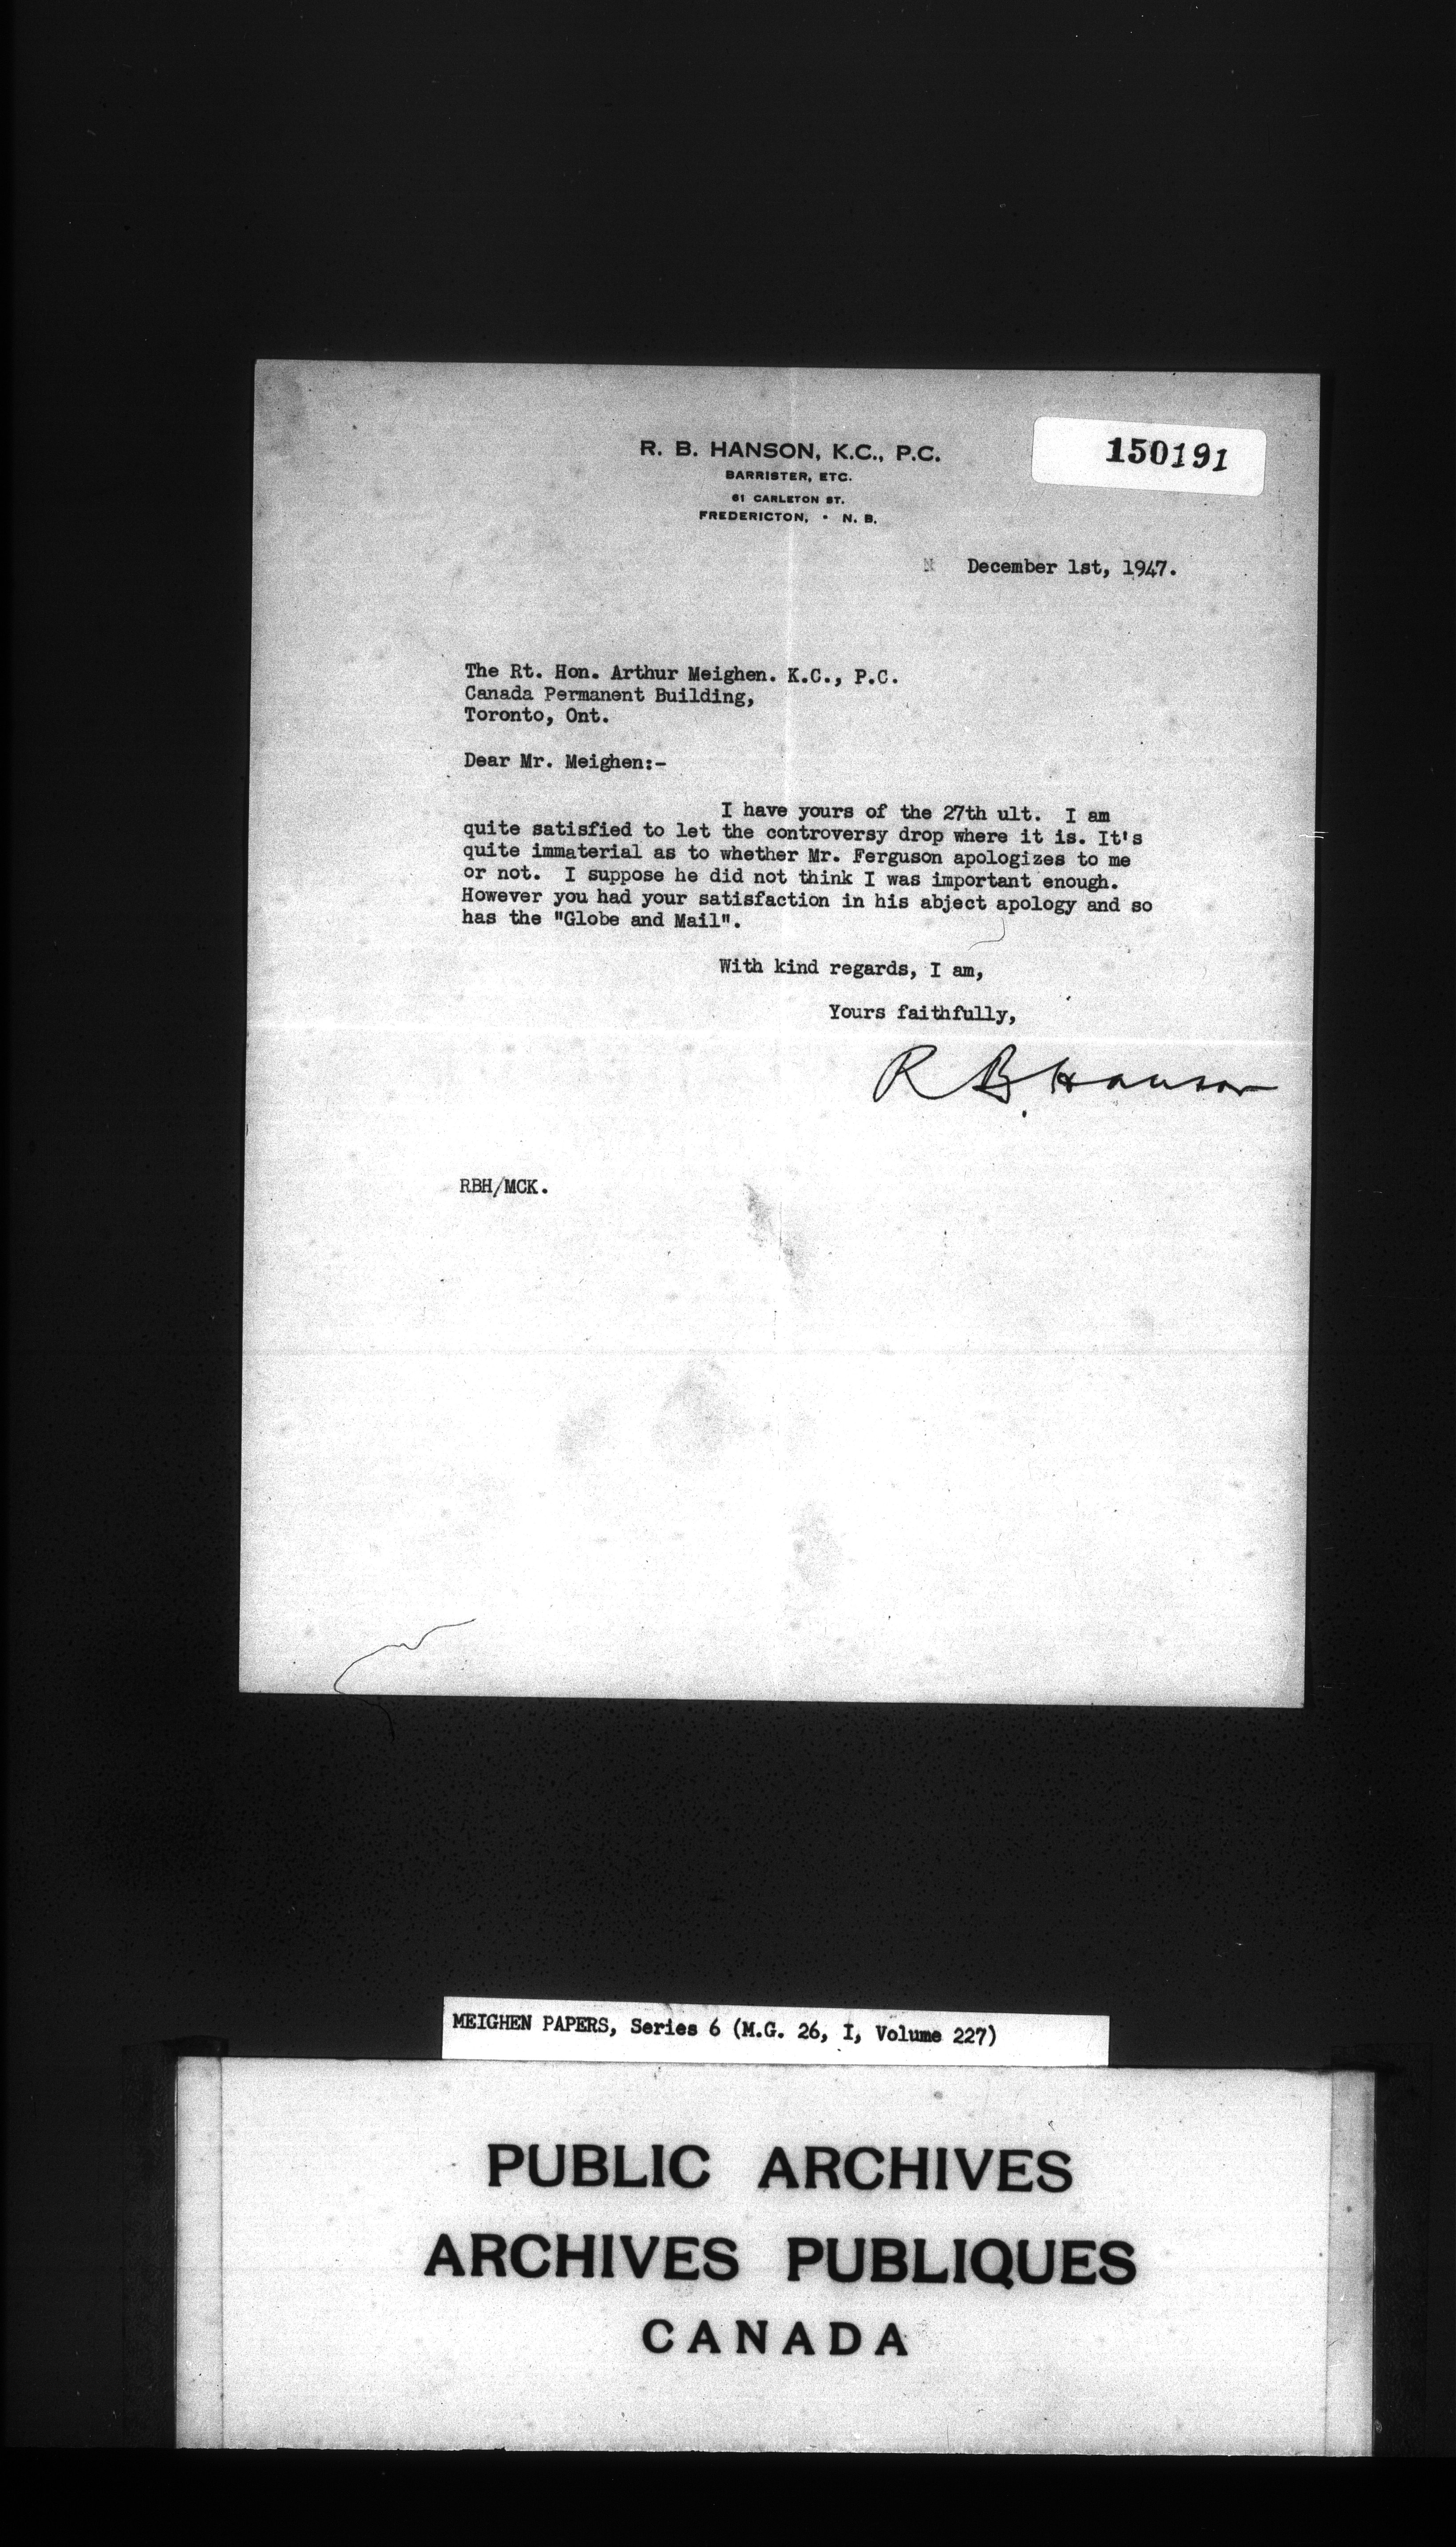 R. B. HANSON, K.C., P.C.
BARRISTER, ETC.
61 CARLETON ST.
FREDERICTON, • N. B.
150191
N December 1st, 1947.
The Rt. Hon. Arthur Meighen. K.C., P.C.
Canada Permanent Building,
Toronto, Ont.
Dear Mr. Meighen:-
I have yours of the 27th ult. I am
quite satisfied to let the controversy drop where it is. It's
quite immaterial as to whether Mr. Ferguson apologizes to me
or not. I suppose he did not think I was important enough.
However you had your satisfaction in his abject apology and so
has the "Globe and Mail".
With kind regards, I am,
Yours faithfully,
R B. Hanson
RBH/MCK.
MEIGHEN PAPERS, Series 6 (M.G. 26, I, Volume 227)
PUBLIC ARCHIVES
ARCHIVES PUBLIQUES
CANADA